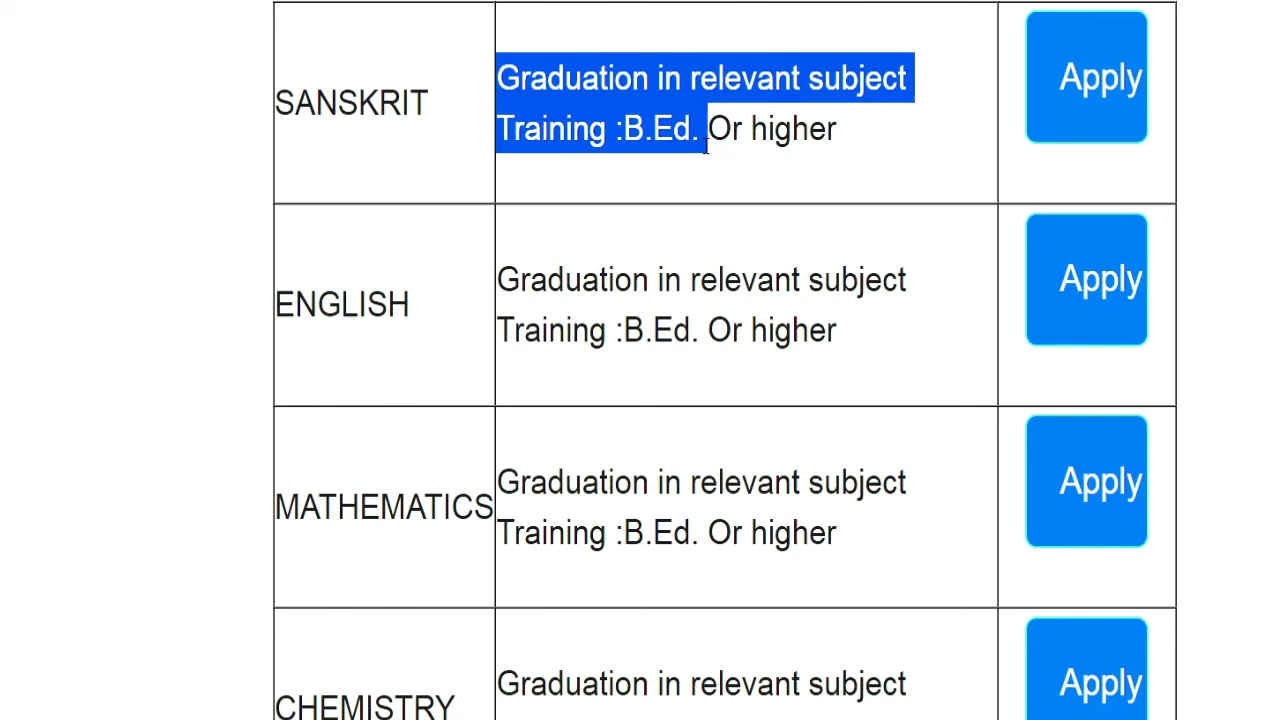 SANSKRIT
Graduation in relevant subject
Training :B.Ed. Or higher
Apply
ENGLISH
Graduation in relevant subject
Training :B.Ed. Or higher
Apply
MATHEMATICS
Graduation in relevant subject
Training :B.Ed. Or higher
Apply
CHEMISTRY
Graduation in relevant subject
Apply